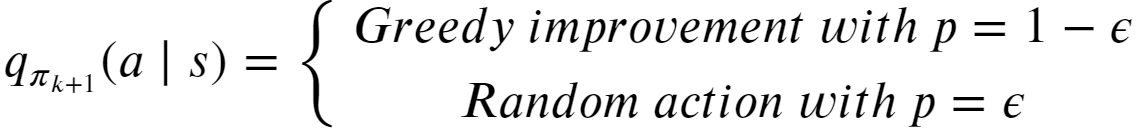 q_{π_{k+1}}(a | s) = { Greedy improvement with p = 1 − ϵ
Random action with p = ϵ